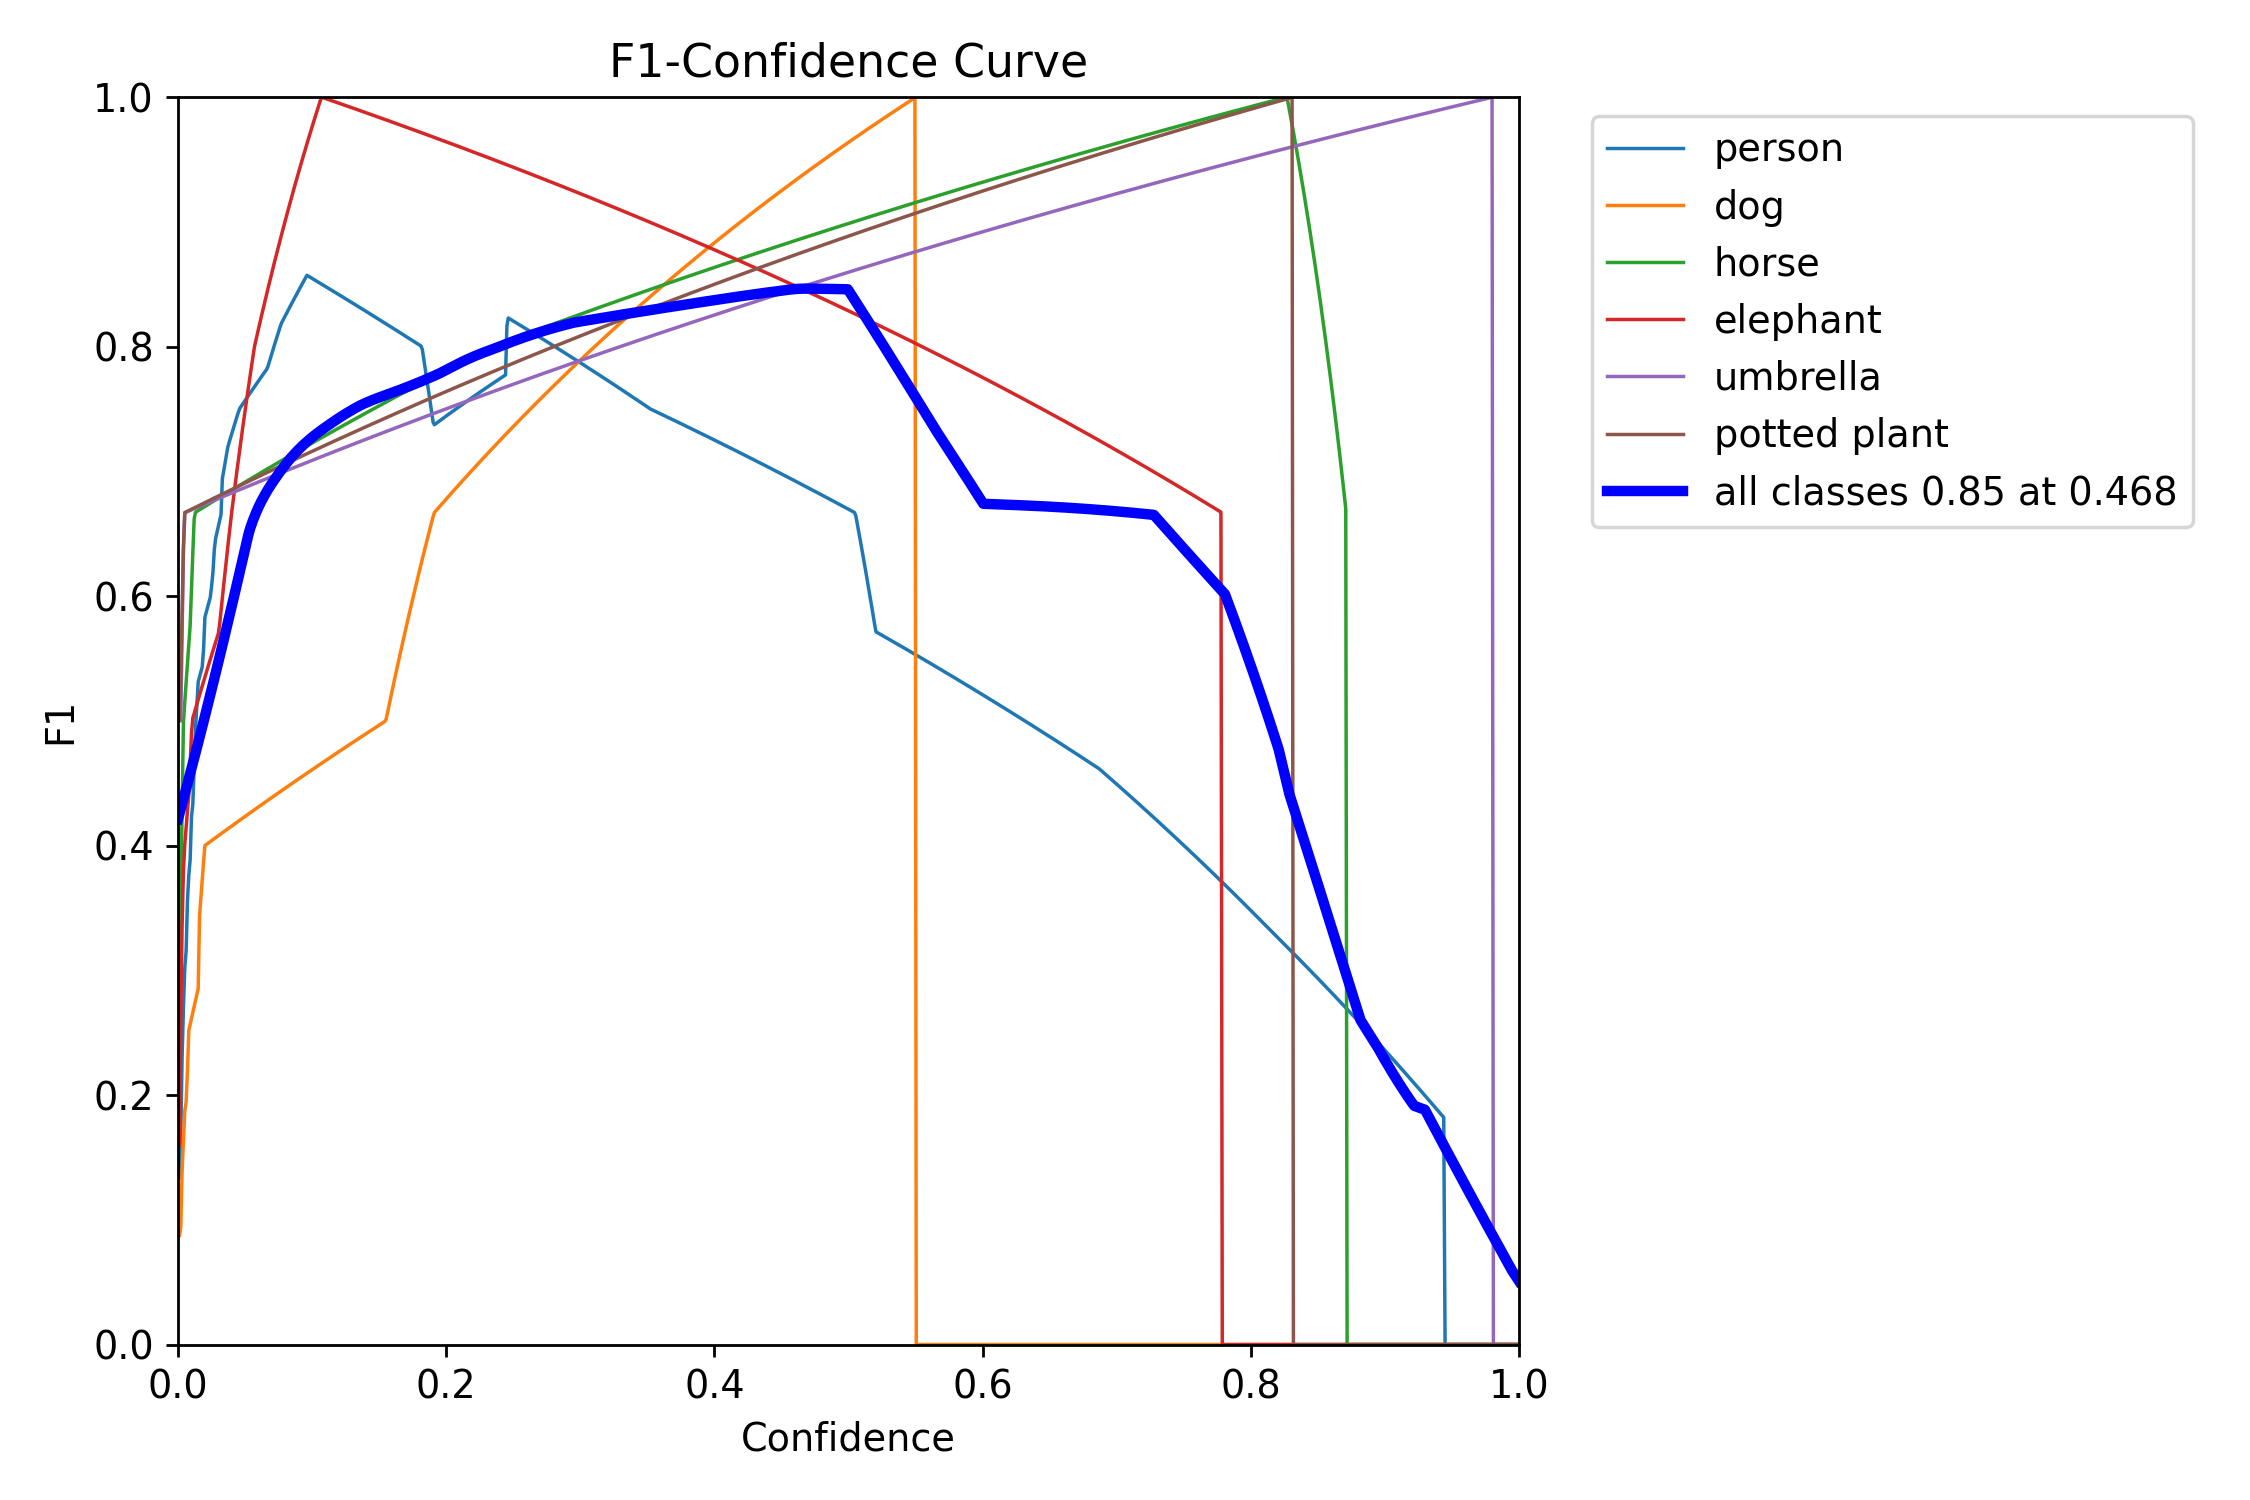 F1-Confidence Curve
1.0
0.8
0.6
0.4
0.2
0.0
F1
0.0 0.2 0.4 0.6 0.8 1.0
Confidence
person
dog
horse
elephant
umbrella
potted plant
all classes 0.85 at 0.468